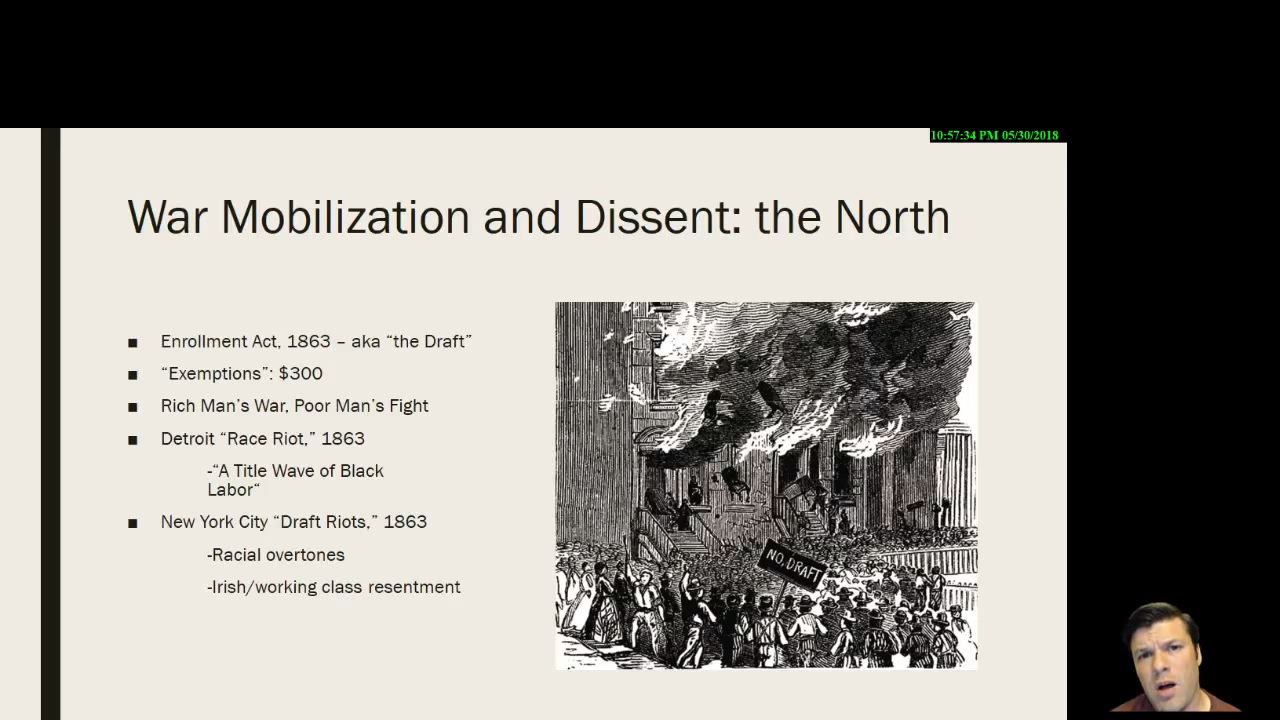 10:57:34 PM 05/30/2018
War Mobilization and Dissent: the North
■ Enrollment Act, 1863 – aka “the Draft”
■ “Exemptions”: $300
■ Rich Man’s War, Poor Man’s Fight
■ Detroit “Race Riot,” 1863
-“A Title Wave of Black
Labor“
■ New York City “Draft Riots,” 1863
-Racial overtones
-Irish/working class resentment
NO, DRAFT